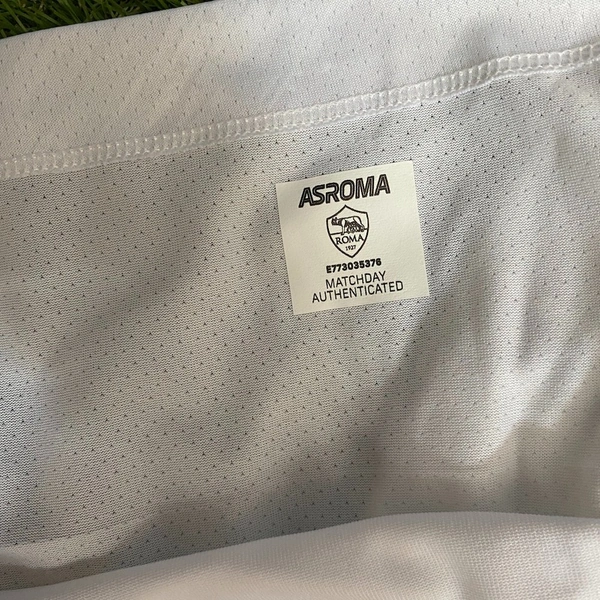 ASROMA
ROMA
1927
E773035376
MATCHDAY
AUTHENTICATED